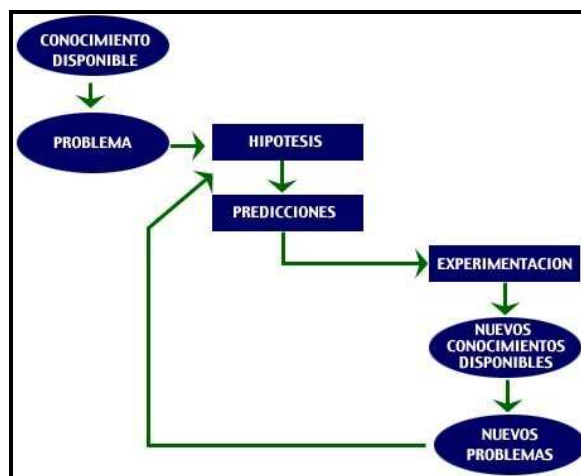 CONOCIMIENTO
DISPONIBLE
PROBLEMA
HIPOTESIS
PREDICCIONES
EXPERIMENTACION
NUEVOS
CONOCIMIENTOS
DISPONIBLES
NUEVOS
PROBLEMAS